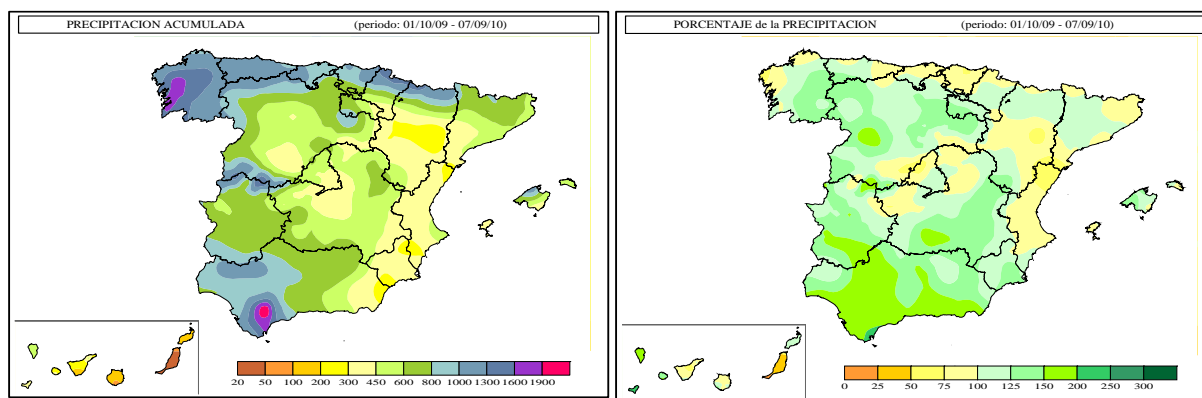 PRECIPITACION ACUMULADA (periodo: 01/10/09 - 07/09/10)
20 50 100 200 300 450 600 800 1000 1300 1600 1900
PORCENTAJE de la PRECIPITACION (periodo: 01/10/09 - 07/09/10)
0 25 50 75 100 125 150 200 250 300